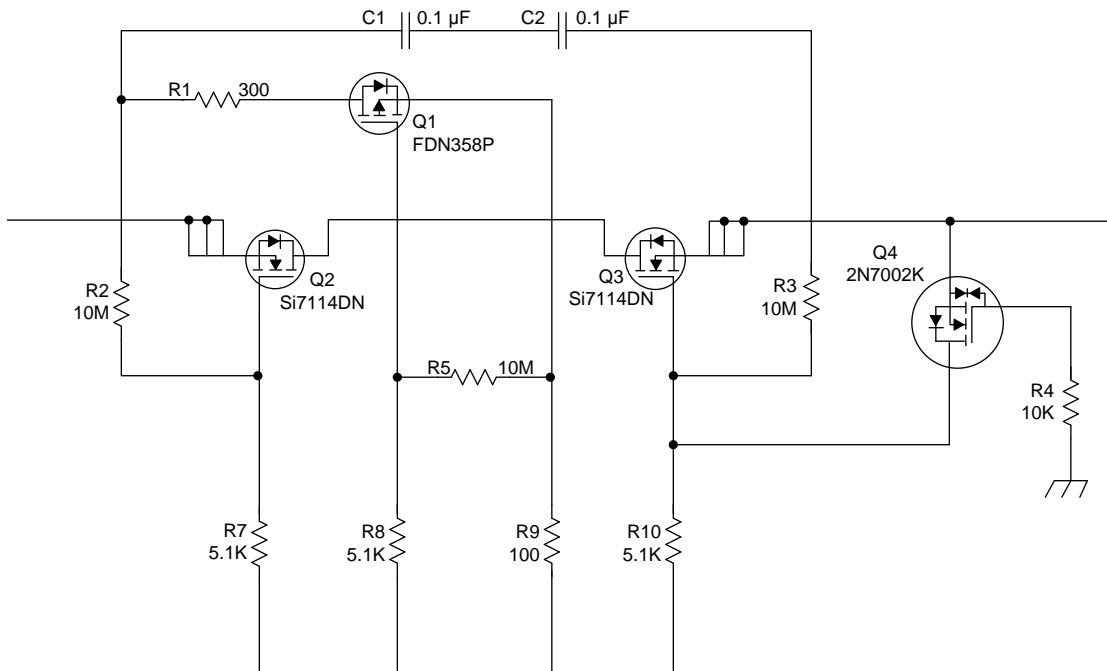 C1 0.1 µF C2 0.1 µF
R1 300
Q1
FDN358P
Q2
Si7114DN
Q3
Si7114DN
Q4
2N7002K
R2
10M
R3
10M
R5 10M
R4
10K
R7
5.1K
R8
5.1K
R9
100
R10
5.1K